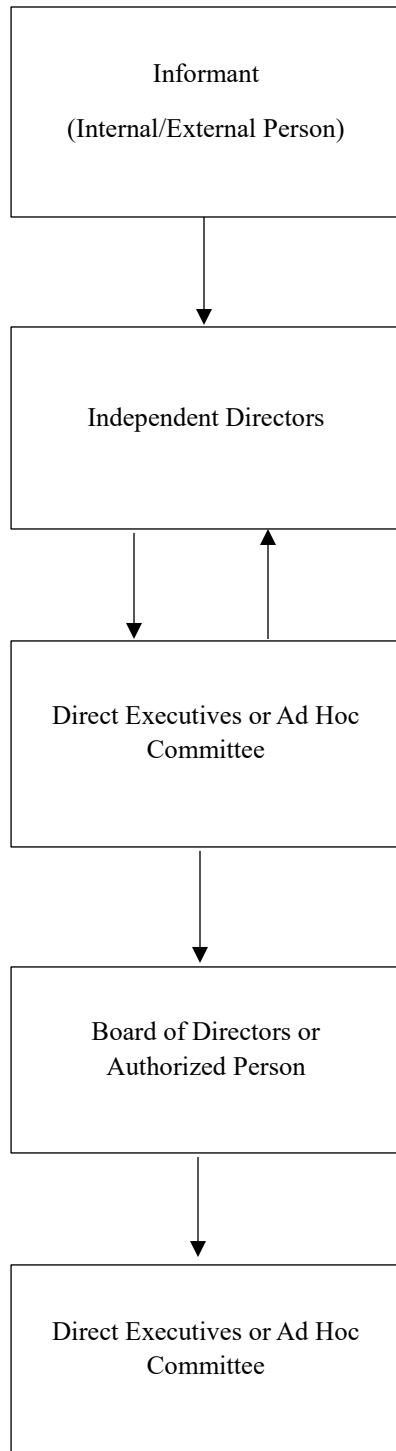 Informant
(Internal/External Person)
Independent Directors
Direct Executives or Ad Hoc
Committee
Board of Directors or
Authorized Person
Direct Executives or Ad Hoc
Committee